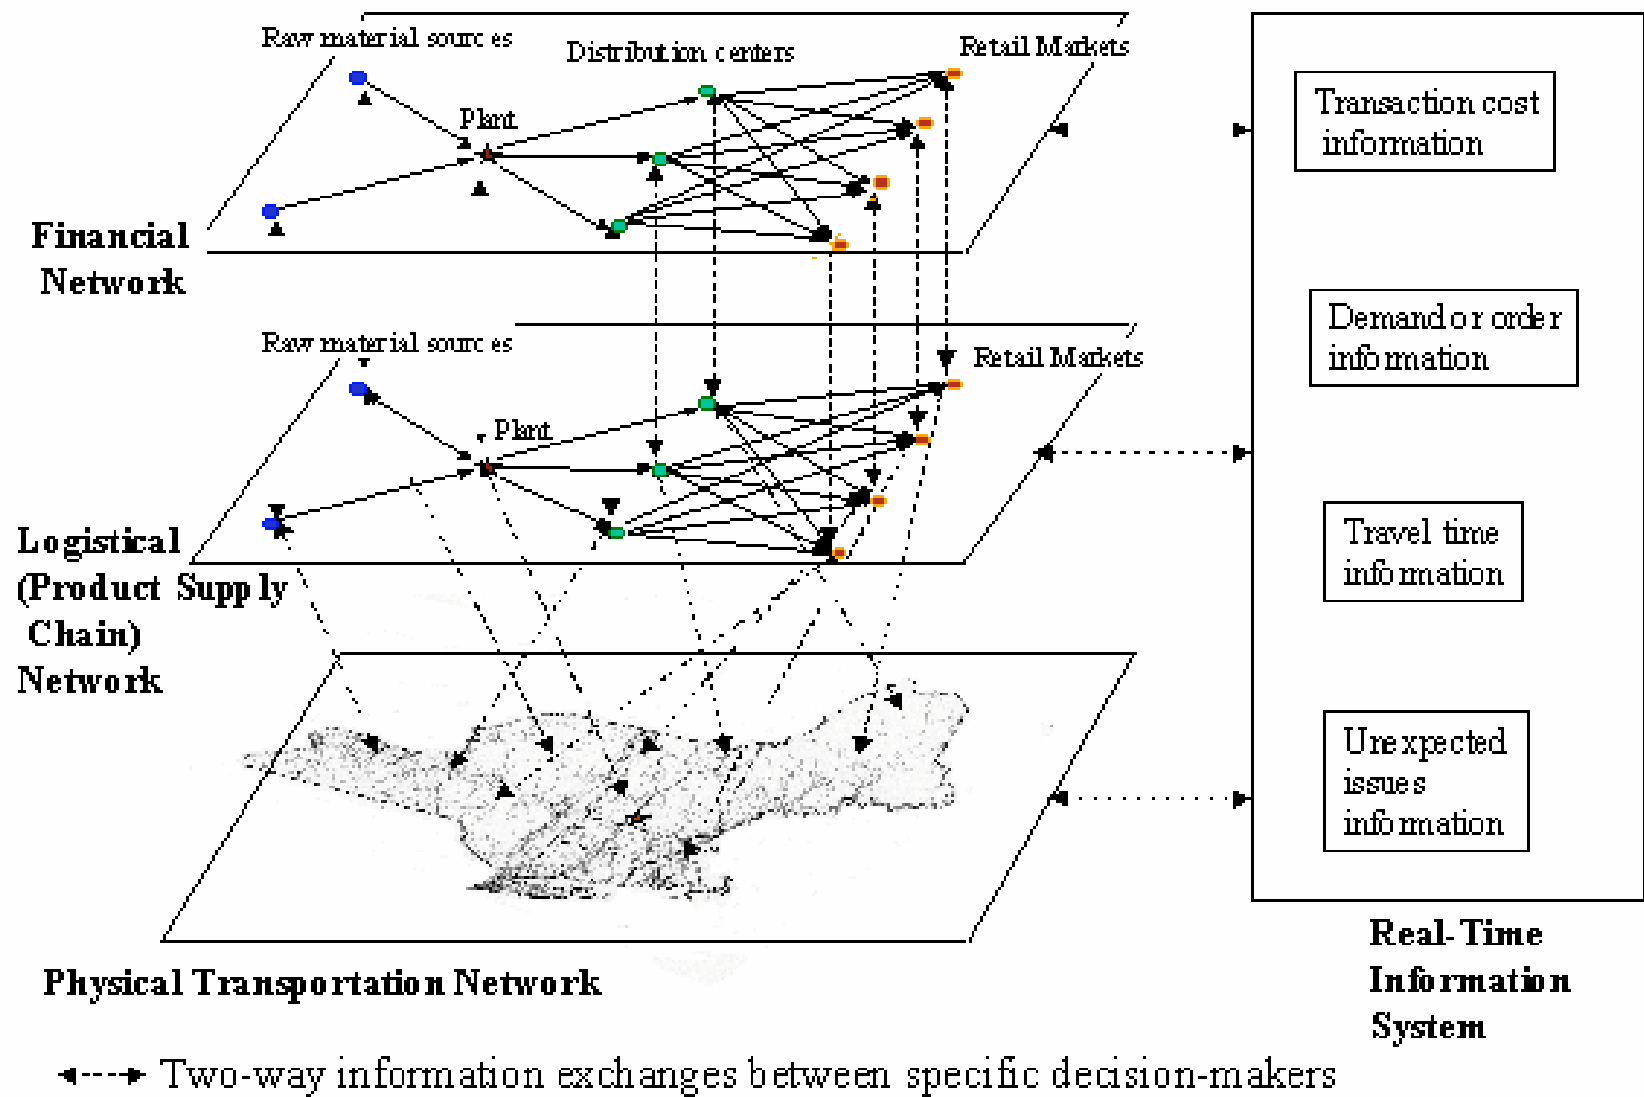 Raw material sources
Distribution centers
Retail Markets
Plant
Financial
Network
Raw material sources
Retail Markets
Plant
Logistical
(Product Supply
Chain)
Network
Physical Transportation Network
Transaction cost
information
Demand or order
information
Travel time
information
Unexpected
issues
information
Real-Time
Information
System
Two-way information exchanges between specific decision-makers